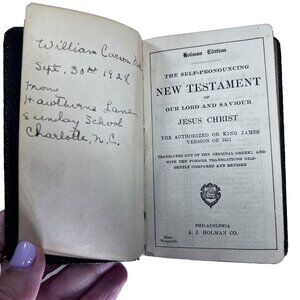 William Carson
Sept. 30th 1928
From
Hawthorne Lane
Sunday School
Charlotte, N.C.
Holman Edition
THE SELF-PRONOUNCING
NEW TESTAMENT
OF
OUR LORD AND SAVIOUR
JESUS CHRIST
THE AUTHORIZED OR KING JAMES
VERSION OF 1611
TRANSLATED OUT OF THE ORIGINAL GREEK; AND
WITH THE FORMER TRANSLATIONS DILI-
GENTLY COMPARED AND REVISED
PHILADELPHIA
A. J. HOLMAN CO.